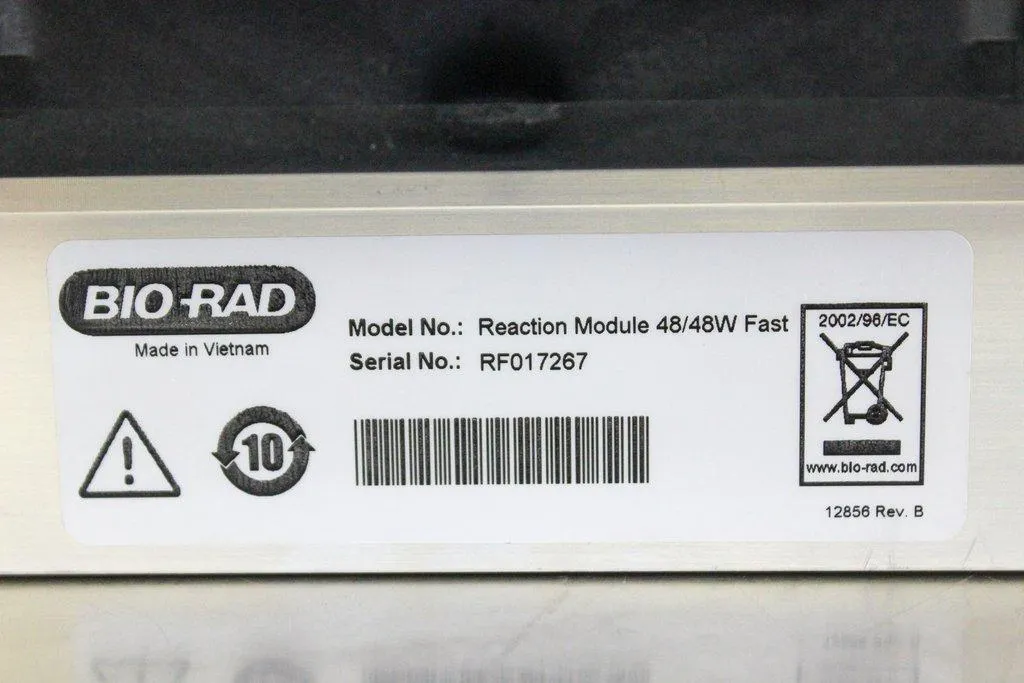 BIO-RAD
Made in Vietnam
Model No.: Reaction Module 48/48W Fast
Serial No.: RF017267
10
2002/96/EC
www.bio-rad.com
12856 Rev. B